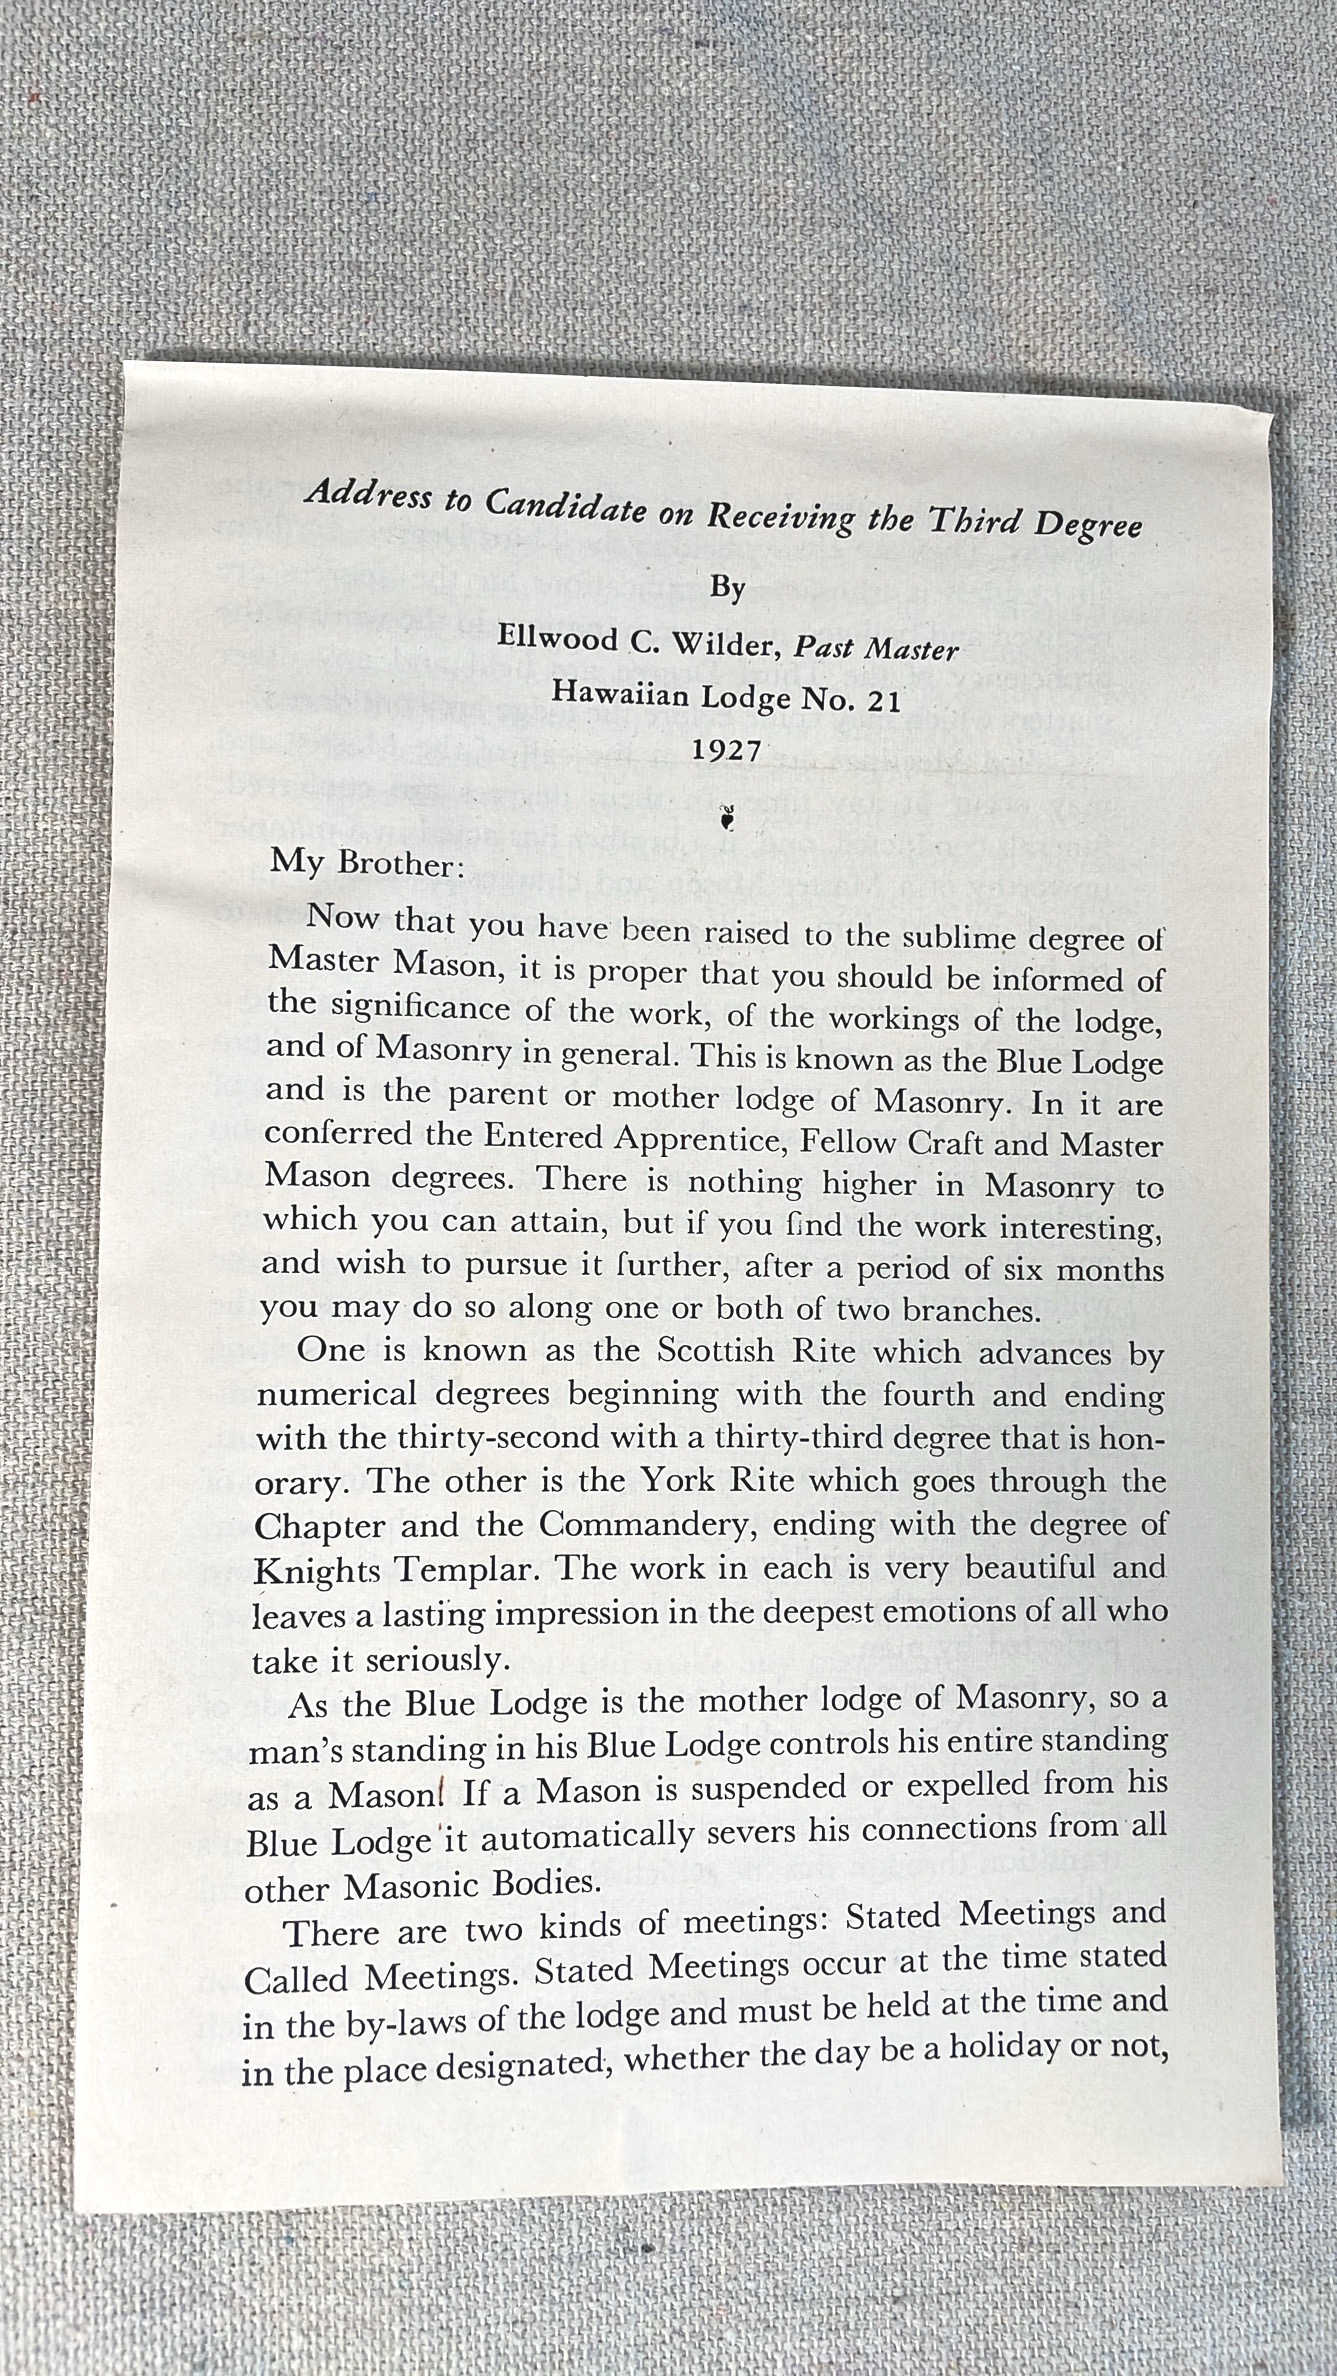 Address to Candidate on Receiving the Third Degree
By
Ellwood C. Wilder, Past Master
Hawaiian Lodge No. 21
1927
My Brother:
Now that you have been raised to the sublime degree of
Master Mason, it is proper that you should be informed of
the significance of the work, of the workings of the lodge,
and of Masonry in general. This is known as the Blue Lodge
and is the parent or mother lodge of Masonry. In it are
conferred the Entered Apprentice, Fellow Craft and Master
Mason degrees. There is nothing higher in Masonry to
which you can attain, but if you find the work interesting,
and wish to pursue it further, after a period of six months
you may do so along one or both of two branches.
One is known as the Scottish Rite which advances by
numerical degrees beginning with the fourth and ending
with the thirty-second with a thirty-third degree that is hon-
orary. The other is the York Rite which goes through the
Chapter and the Commandery, ending with the degree of
Knights Templar. The work in each is very beautiful and
leaves a lasting impression in the deepest emotions of all who
take it seriously.
As the Blue Lodge is the mother lodge of Masonry, so a
man's standing in his Blue Lodge controls his entire standing
as a Mason! If a Mason is suspended or expelled from his
Blue Lodge it automatically severs his connections from all
other Masonic Bodies.
There are two kinds of meetings: Stated Meetings and
Called Meetings. Stated Meetings occur at the time stated
in the by-laws of the lodge and must be held at the time and
in the place designated, whether the day be a holiday or not,